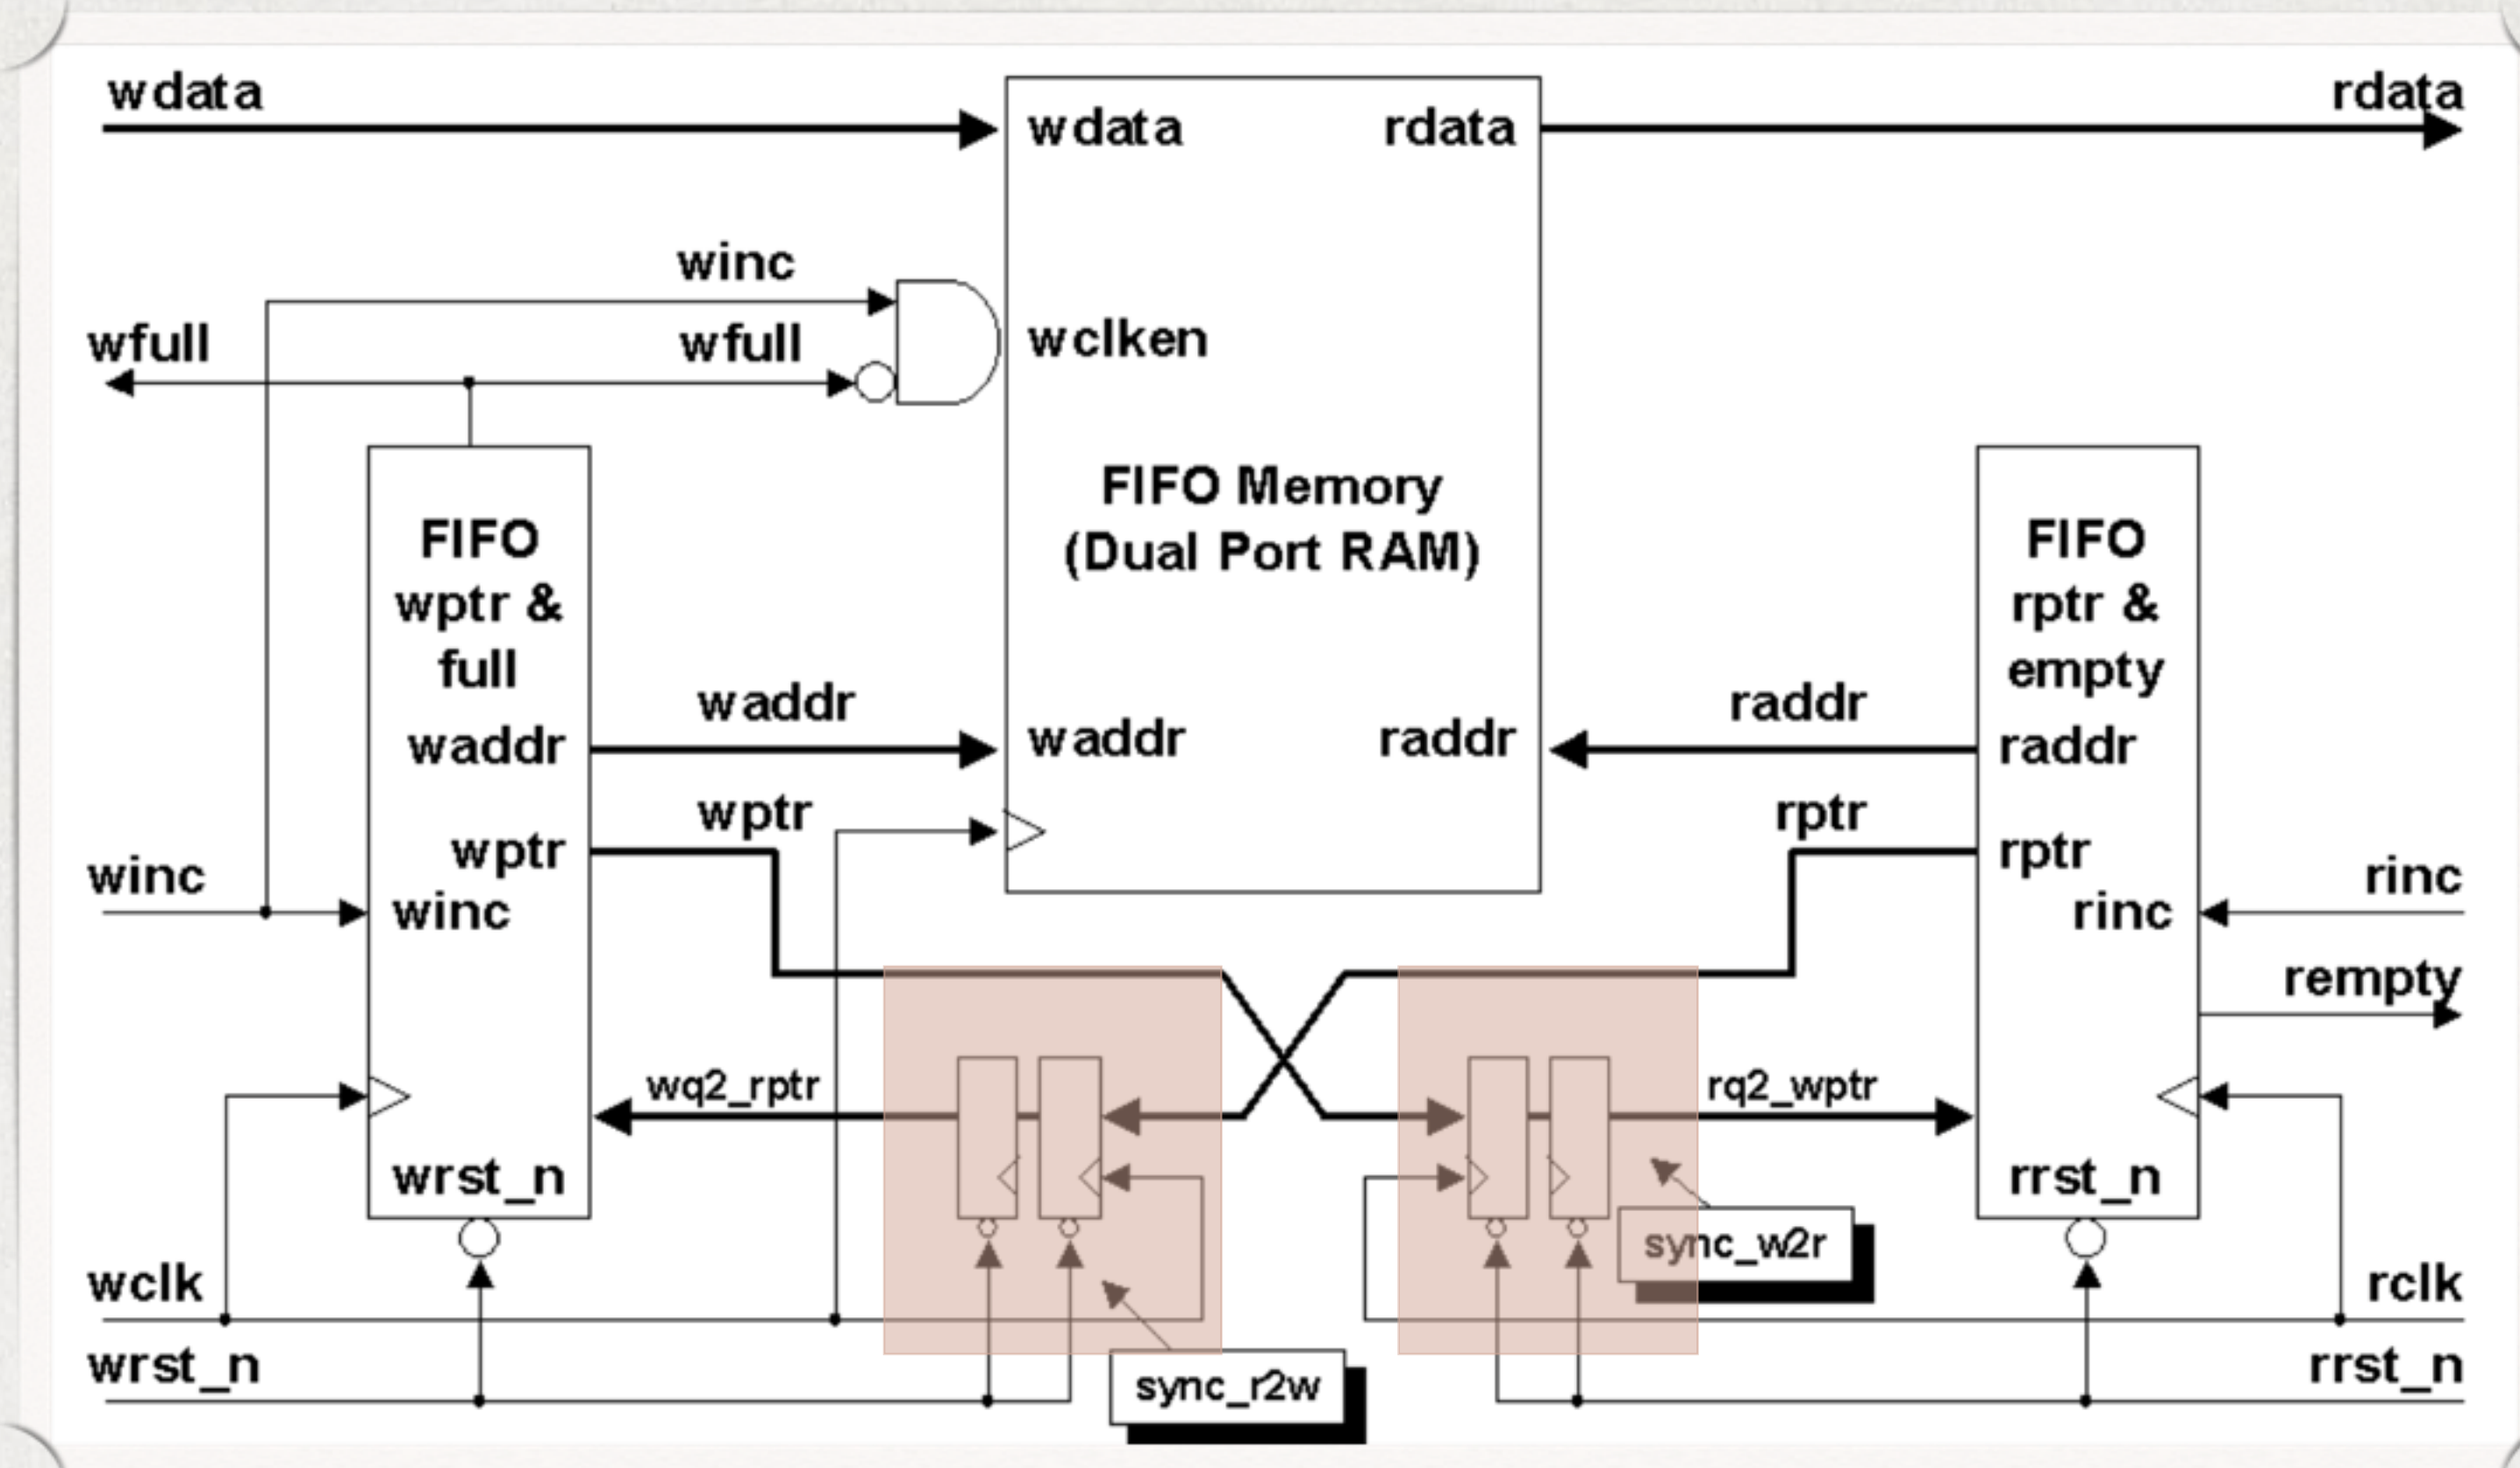 wdata
rdata
wdata
rdata
winc
wfull
wfull
wclken
FIFO Memory
(Dual Port RAM)
FIFO
wptr &
full
FIFO
rptr &
empty
waddr
waddr
waddr
raddr
raddr
raddr
wptr
wptr
rptr
rptr
winc
winc
rinc
rinc
rempty
wq2_rptr
rq2_wptr
wrst_n
rrst_n
sync_w2r
wclk
rclk
wrst_n
rrst_n
sync_r2w